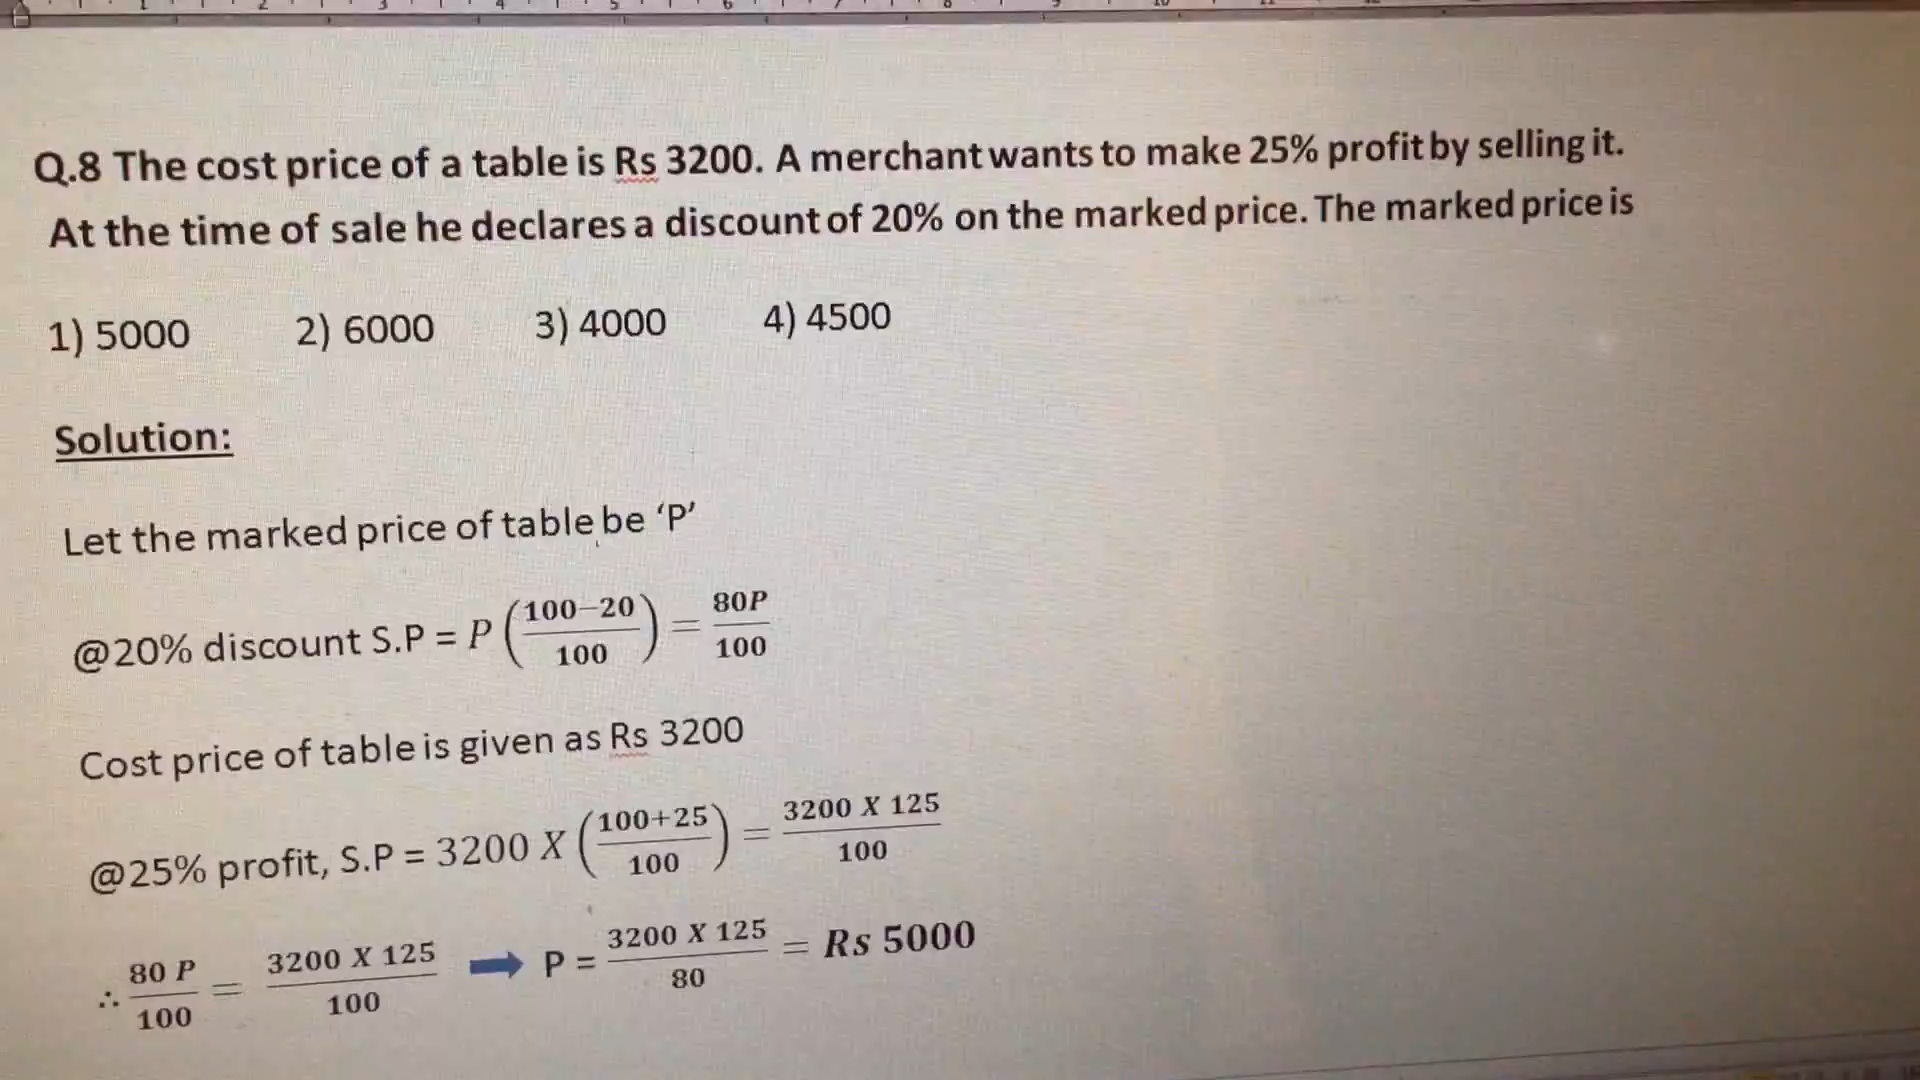 Q.8 The cost price of a table is Rs 3200. A merchant wants to make 25% profit by selling it.
At the time of sale he declares a discount of 20% on the marked price. The marked price is
1) 5000 2) 6000 3) 4000 4) 4500
Solution:
Let the marked price of table be ‘P’
@20% discount S.P = P (100−20/100) = 80P/100
Cost price of table is given as Rs 3200
@25% profit, S.P = 3200 X (100+25/100) = 3200 X 125/100
∴ 80 P/100 = 3200 X 125/100 ➡ P = 3200 X 125/80 = Rs 5000